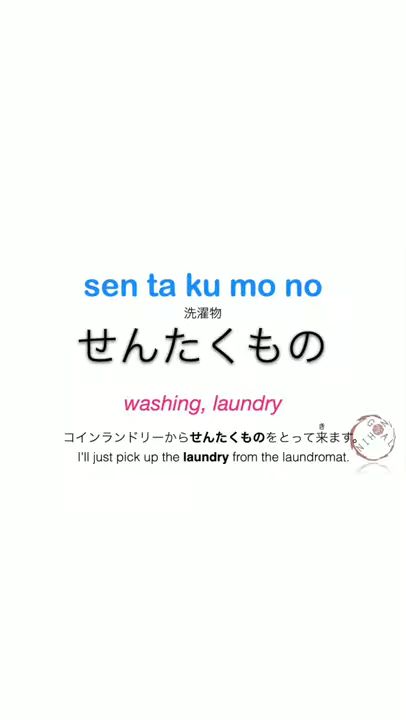 sen ta ku mo no
洗濯物
せんたくもの
washing, laundry
き
コインランドリーからせんたくものをとって来ます。
I'll just pick up the laundry from the laundromat.